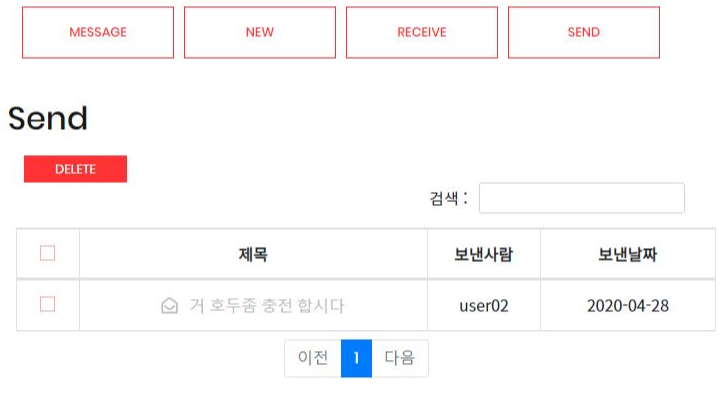 MESSAGE NEW RECEIVE SEND
Send
DELETE
검색 :
제목 보낸사람 보낸날짜
거 호두좀 충전 합시다 user02 2020-04-28
이전 1 다음